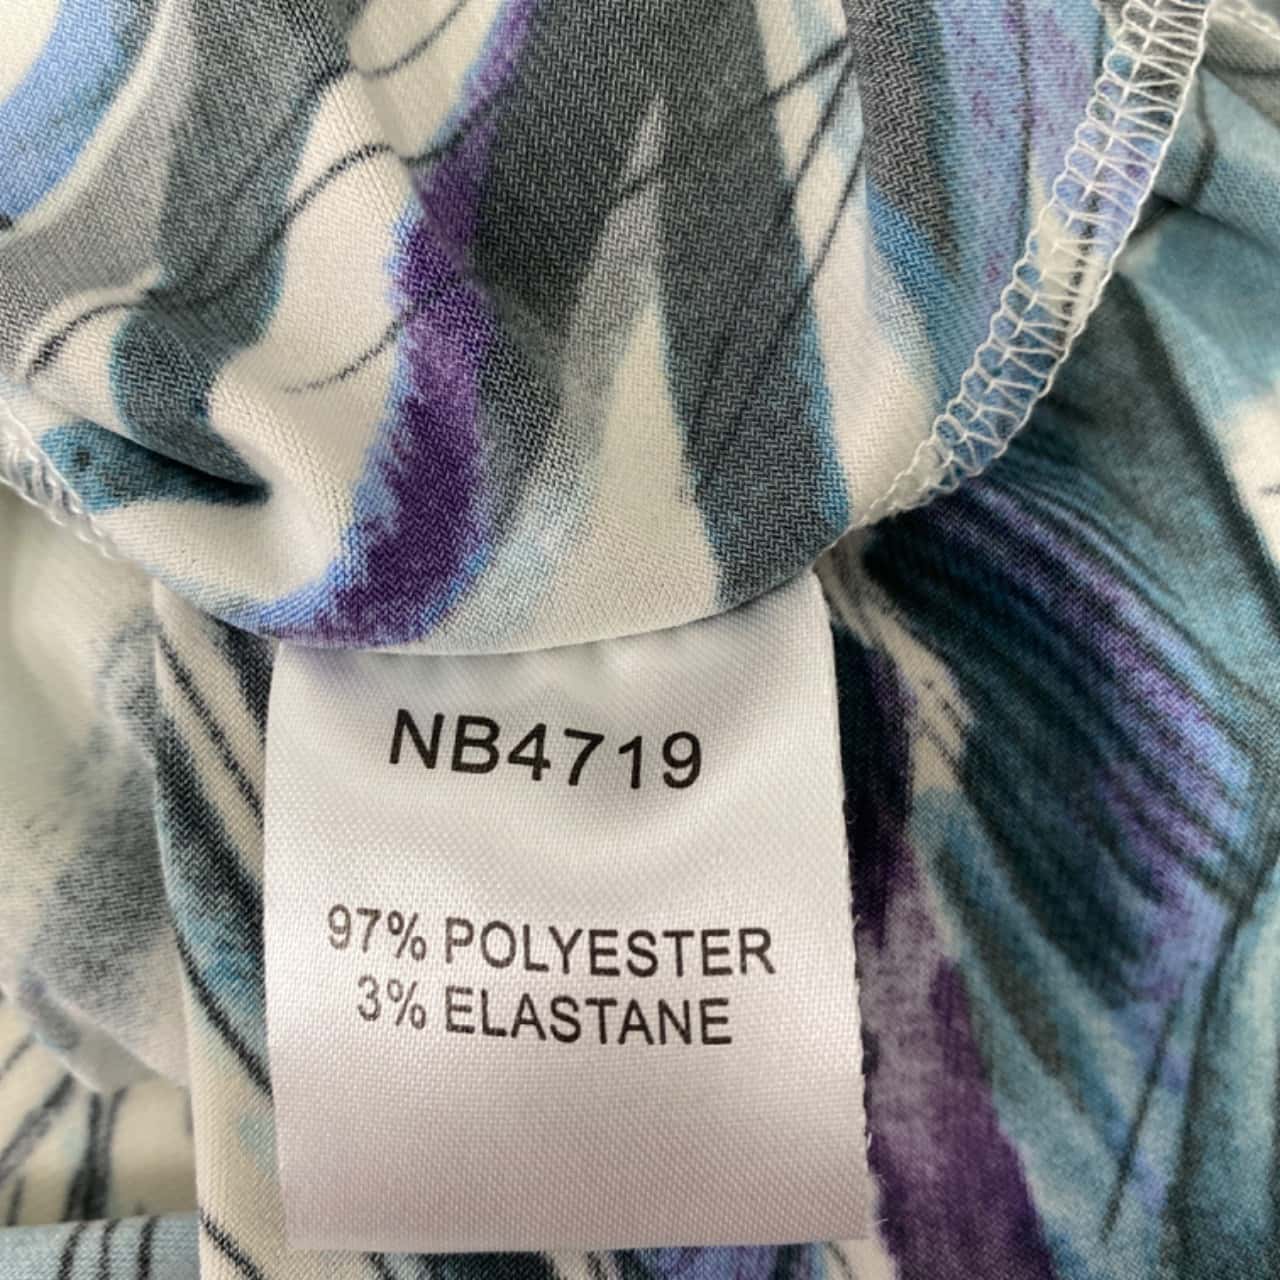 NB4719
97% POLYESTER
3% ELASTANE